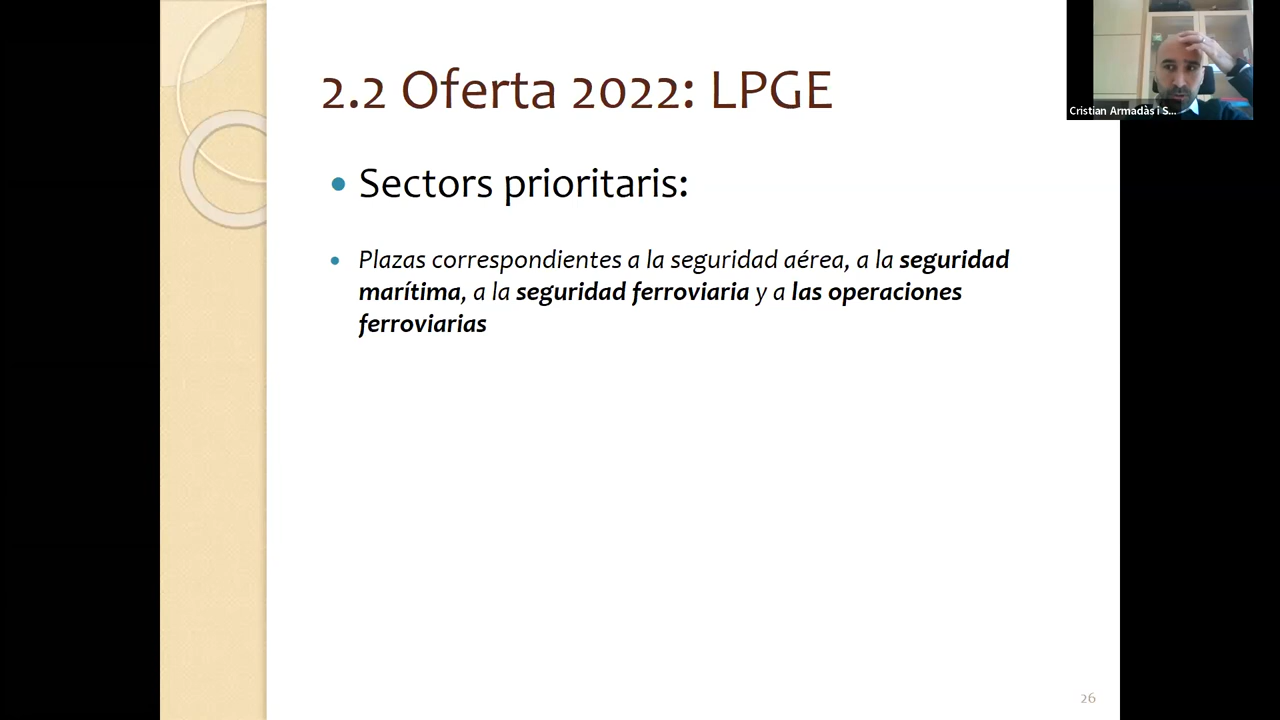 2.2 Oferta 2022: LPGE
Cristian Armadàs i S...
• Sectors prioritaris:
• Plazas correspondientes a la seguridad aérea, a la seguridad
marítima, a la seguridad ferroviaria y a las operaciones
ferroviarias
26